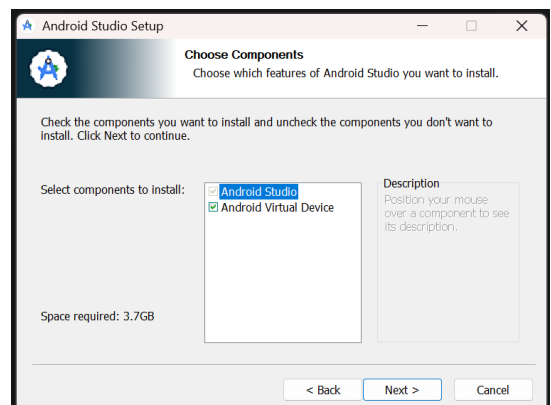 Android Studio Setup
Choose Components
Choose which features of Android Studio you want to install.
Check the components you want to install and uncheck the components you don't want to
install. Click Next to continue.
Select components to install:
Android Studio
Android Virtual Device
Description
Position your mouse
over a component to see
its description.
Space required: 3.7GB
< Back
Next >
Cancel